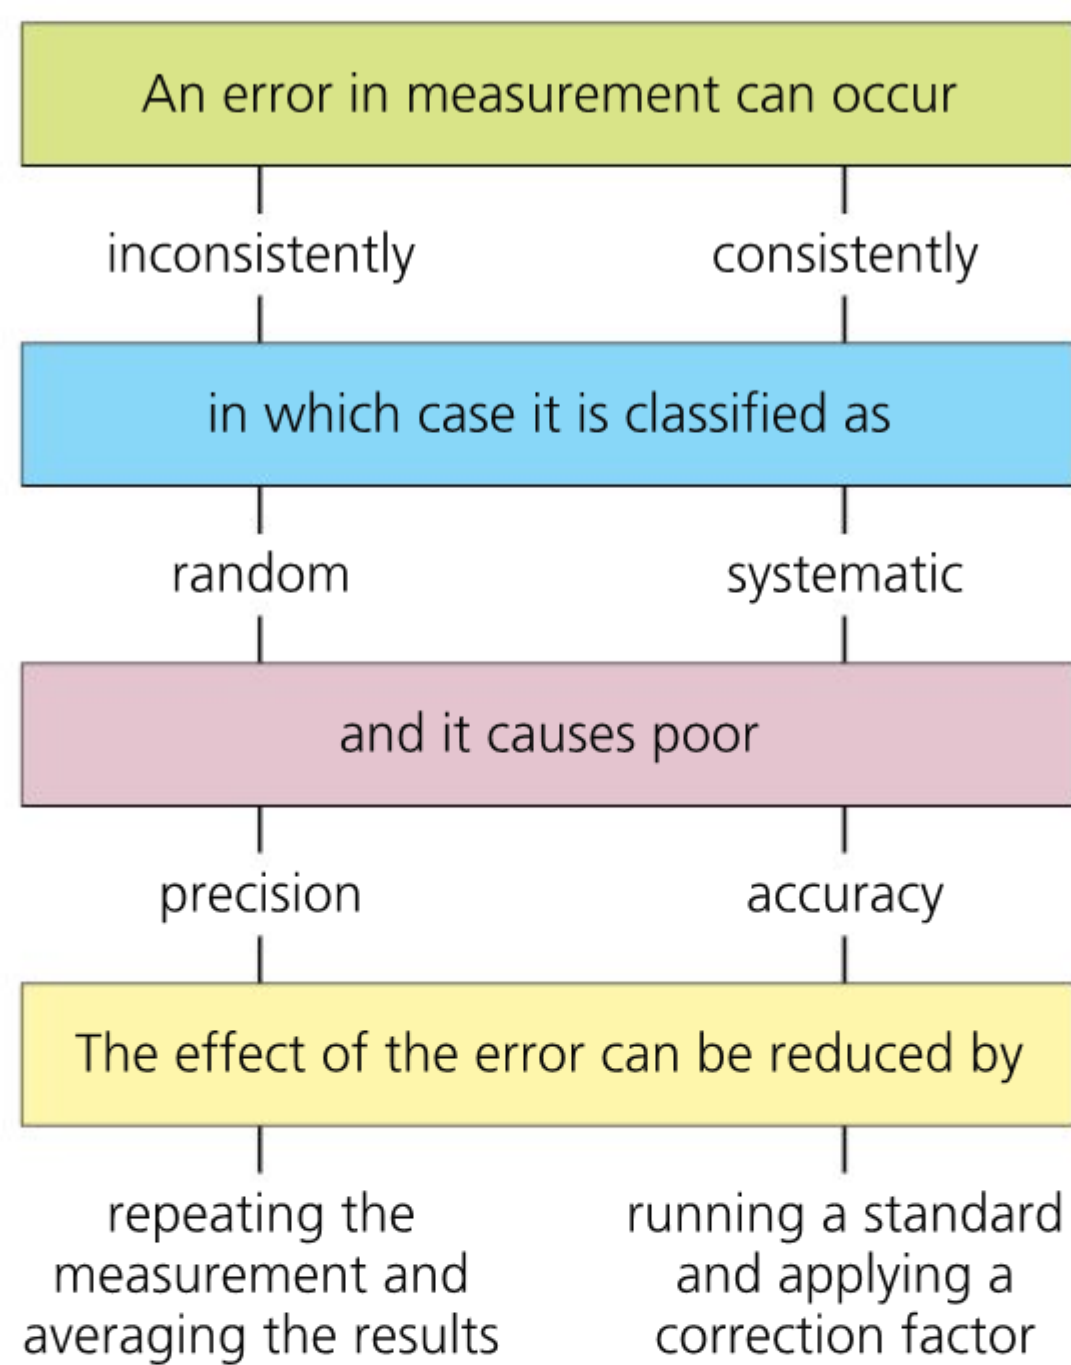 An error in measurement can occur
inconsistently
consistently
in which case it is classified as
random
systematic
and it causes poor
precision
accuracy
The effect of the error can be reduced by
repeating the
measurement and
averaging the results
running a standard
and applying a
correction factor